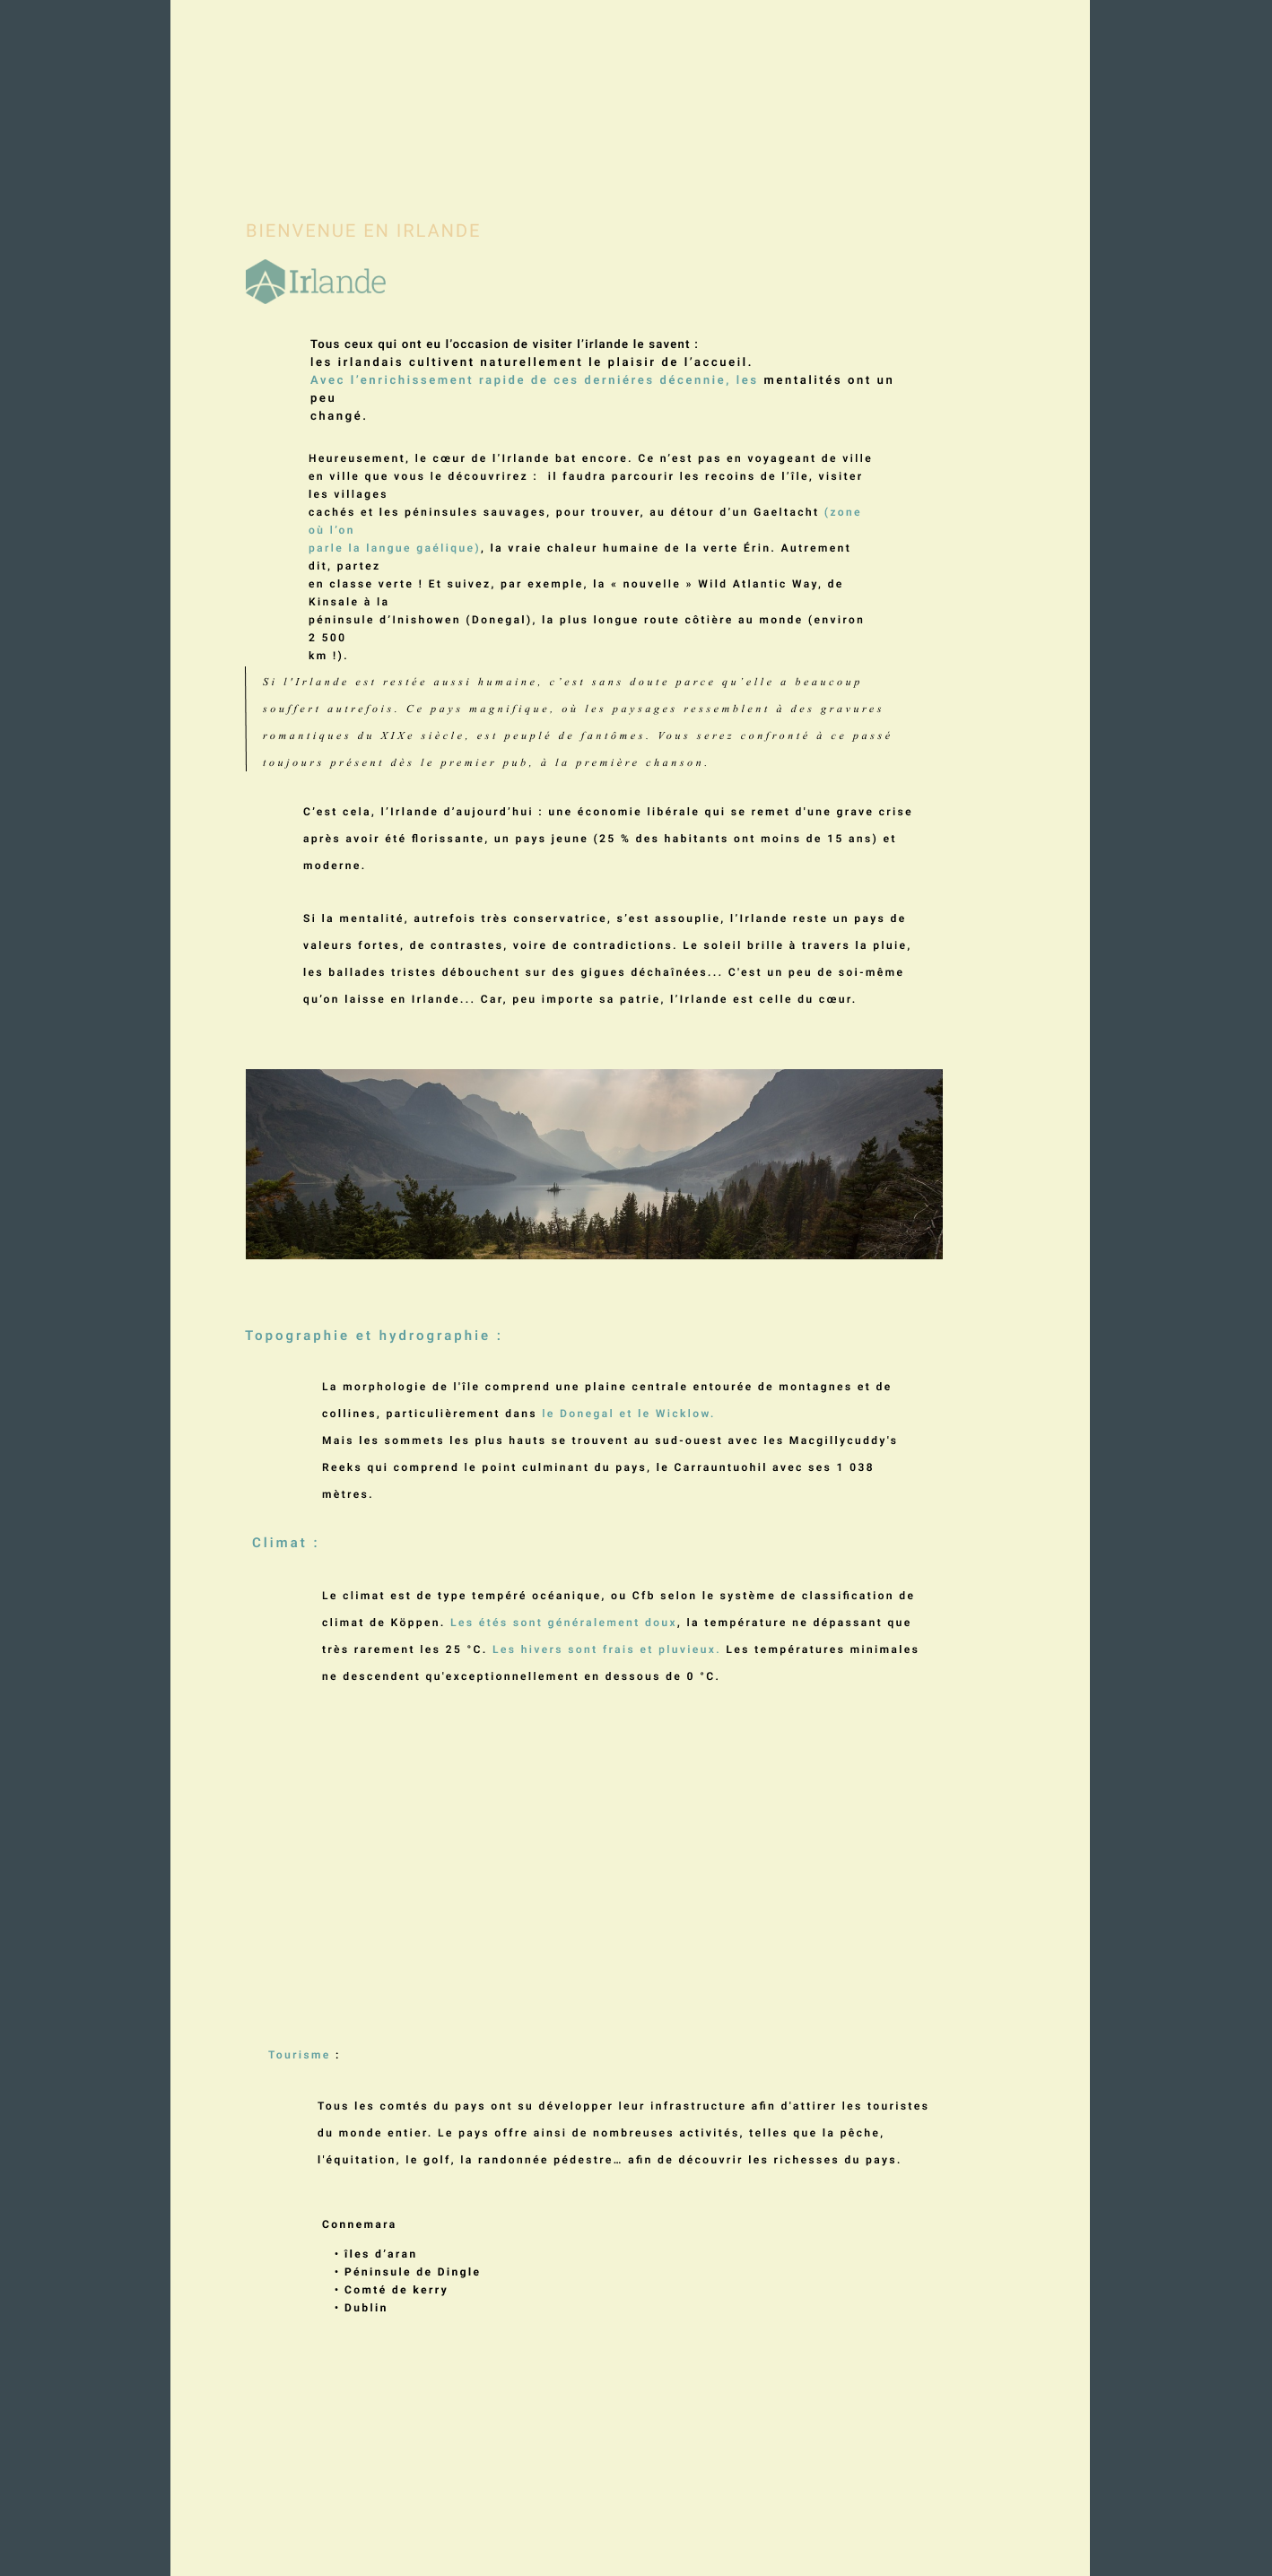 BIENVENUE EN IRLANDE
Irlande
Tous ceux qui ont eu l’occasion de visiter l’irlande le savent :
les irlandais cultivent naturellement le plaisir de l’accueil.
Avec l’enrichissement rapide de ces derniéres décennie, les mentalités ont un
peu
changé.
Heureusement, le cœur de l’Irlande bat encore. Ce n’est pas en voyageant de ville
en ville que vous le découvrirez :  il faudra parcourir les recoins de l’île, visiter
les villages
cachés et les péninsules sauvages, pour trouver, au détour d’un Gaeltacht (zone
où l’on
parle la langue gaélique), la vraie chaleur humaine de la verte Érin. Autrement
dit, partez
en classe verte ! Et suivez, par exemple, la « nouvelle » Wild Atlantic Way, de
Kinsale à la
péninsule d’Inishowen (Donegal), la plus longue route côtière au monde (environ
2 500
km !).
Si l'Irlande est restée aussi humaine, c’est sans doute parce qu’elle a beaucoup
souffert autrefois. Ce pays magnifique, où les paysages ressemblent à des gravures
romantiques du XIXe siècle, est peuplé de fantômes. Vous serez confronté à ce passé
toujours présent dès le premier pub, à la première chanson.
C’est cela, l’Irlande d’aujourd’hui : une économie libérale qui se remet d'une grave crise
après avoir été florissante, un pays jeune (25 % des habitants ont moins de 15 ans) et
moderne.
Si la mentalité, autrefois très conservatrice, s’est assouplie, l’Irlande reste un pays de
valeurs fortes, de contrastes, voire de contradictions. Le soleil brille à travers la pluie,
les ballades tristes débouchent sur des gigues déchaînées... C'est un peu de soi-même
qu’on laisse en Irlande... Car, peu importe sa patrie, l’Irlande est celle du cœur.
Topographie et hydrographie :
La morphologie de l'île comprend une plaine centrale entourée de montagnes et de
collines, particulièrement dans le Donegal et le Wicklow.
Mais les sommets les plus hauts se trouvent au sud-ouest avec les Macgillycuddy's
Reeks qui comprend le point culminant du pays, le Carrauntuohil avec ses 1 038
mètres.
Climat :
Le climat est de type tempéré océanique, ou Cfb selon le système de classification de
climat de Köppen. Les étés sont généralement doux, la température ne dépassant que
très rarement les 25 °C. Les hivers sont frais et pluvieux. Les températures minimales
ne descendent qu'exceptionnellement en dessous de 0 °C.
Tourisme :
Tous les comtés du pays ont su développer leur infrastructure afin d'attirer les touristes
du monde entier. Le pays offre ainsi de nombreuses activités, telles que la pêche,
l'équitation, le golf, la randonnée pédestre… afin de découvrir les richesses du pays.
Connemara
• îles d’aran
• Péninsule de Dingle
• Comté de kerry
• Dublin